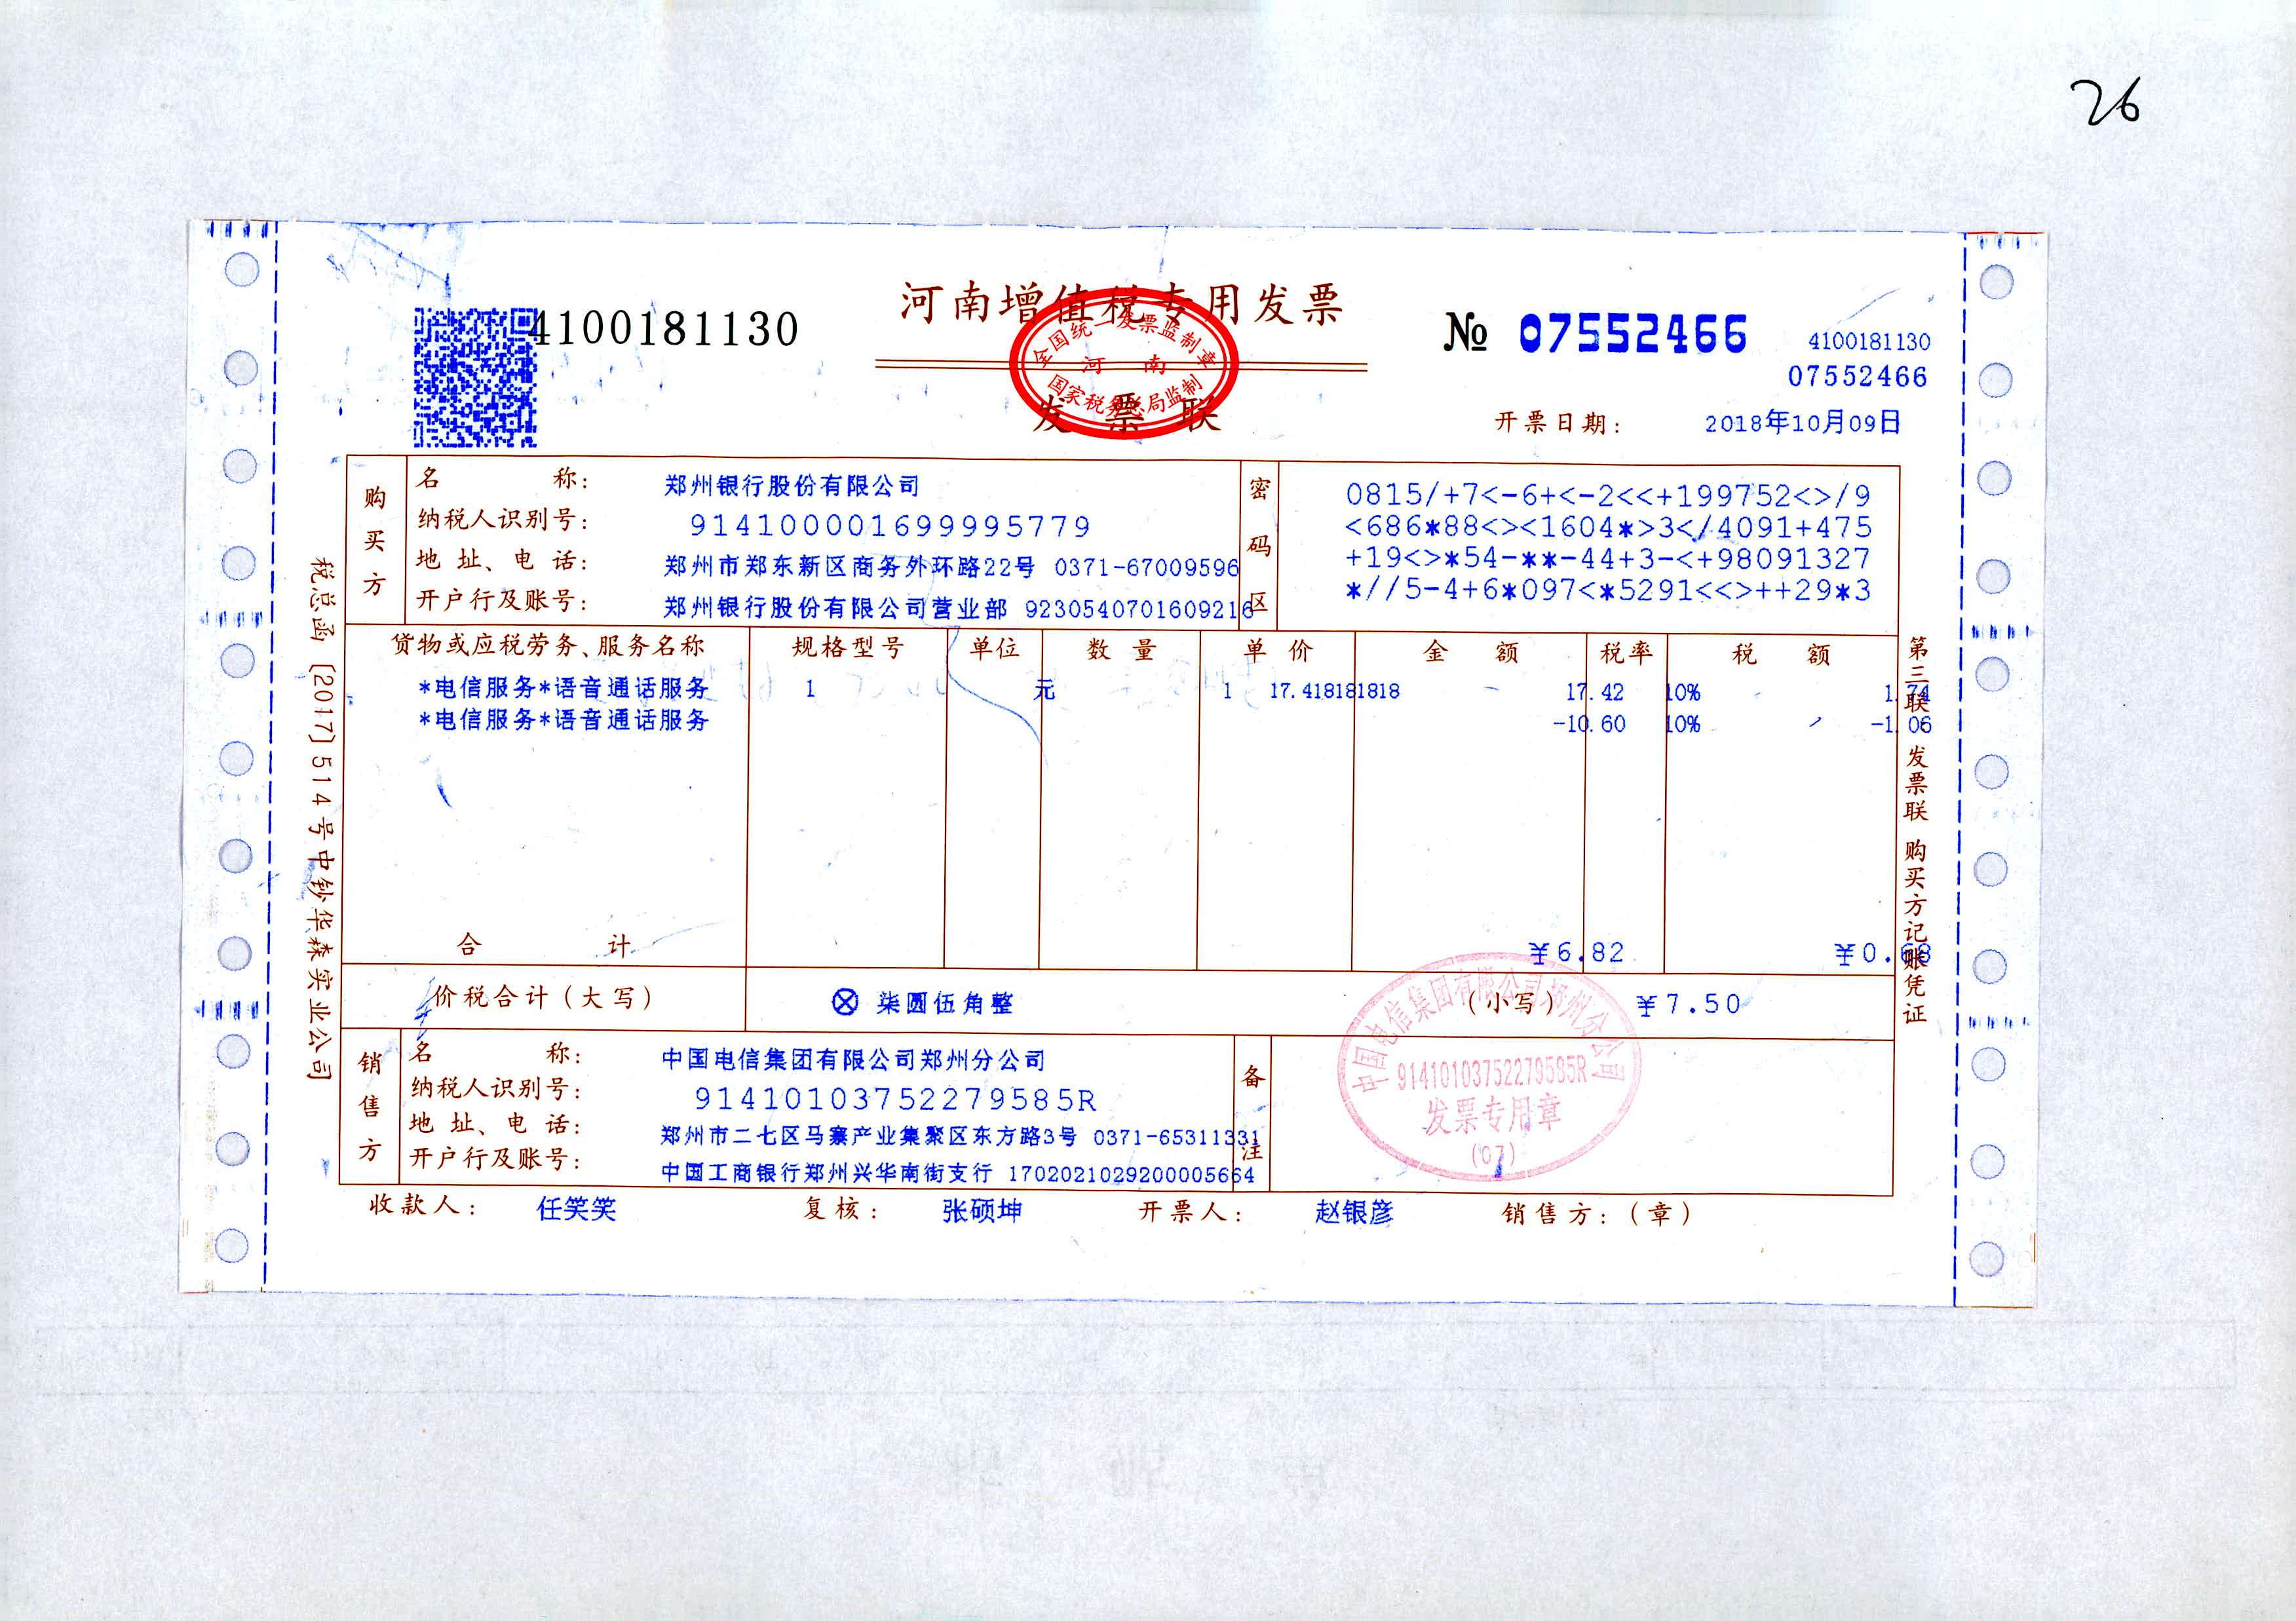 26
河南增值税专用发票
4100181130
№ 07552466
4100181130
07552466
全国统一发票监制章
河 南
国家税务总局监制
发 票 联
开票日期: 2018年10月09日
购买方
名 称: 郑州银行股份有限公司
纳税人识别号: 914100001699995779
地 址、电 话: 郑州市郑东新区商务外环路22号 0371-67009596
开户行及账号: 郑州银行股份有限公司营业部 9230540701609216
密码区
0815/+7<-6+<-2<<+199752<>/9
<686*88<><1604*>3</4091+475
+19<>*54-**-44+3-<+98091327
*//5-4+6*097<*5291<<>++29*3
货物或应税劳务、服务名称 规格型号 单位 数 量 单 价 金 额 税率 税 额
*电信服务*语音通话服务 1 元 1 17.418181818 17.42 10% 1.74
*电信服务*语音通话服务 -10.60 10% -1.06
合 计 ¥6.82 ¥0.68
价税合计(大写) ⊗ 柒圆伍角整 (小写) ¥7.50
销售方
名 称: 中国电信集团有限公司郑州分公司
纳税人识别号: 91410103752279585R
地 址、电 话: 郑州市二七区马寨产业集聚区东方路3号 0371-65311331
开户行及账号: 中国工商银行郑州兴华南街支行 1702021029200005664
备注
中国电信集团有限公司郑州分公司
91410103752279585R
发票专用章
(07)
收款人: 任笑笑 复核: 张硕坤 开票人: 赵银彦 销售方:(章)
税总函〔2017〕514号中钞华森实业公司
第三联 发票联 购买方记账凭证